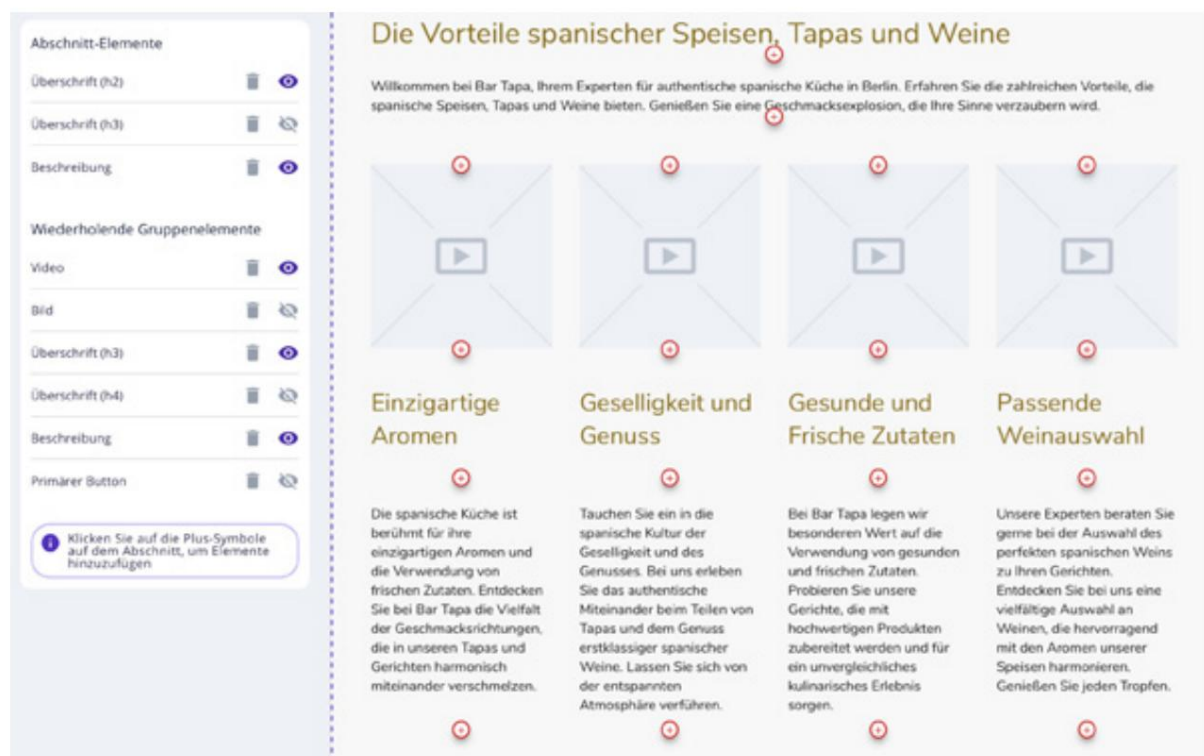 Abschnitt-Elemente
Überschrift (h2)
Überschrift (h3)
Beschreibung
Wiederholende Gruppenelemente
Video
Bild
Überschrift (h3)
Überschrift (h4)
Beschreibung
Primärer Button
Klicken Sie auf die Plus-Symbole
auf dem Abschnitt, um Elemente
hinzuzufügen
Die Vorteile spanischer Speisen, Tapas und Weine
Willkommen bei Bar Tapa, Ihrem Experten für authentische spanische Küche in Berlin. Erfahren Sie die zahlreichen Vorteile, die
spanische Speisen, Tapas und Weine bieten. Genießen Sie eine Geschmacksexplosion, die Ihre Sinne verzaubern wird.
Einzigartige
Aromen
Die spanische Küche ist
berühmt für ihre
einzigartigen Aromen und
die Verwendung von
frischen Zutaten. Entdecken
Sie bei Bar Tapa die Vielfalt
der Geschmacksrichtungen,
die in unseren Tapas und
Gerichten harmonisch
miteinander verschmelzen.
Geselligkeit und
Genuss
Tauchen Sie ein in die
spanische Kultur der
Geselligkeit und des
Genusses. Bei uns erleben
Sie das authentische
Miteinander beim Teilen von
Tapas und dem Genuss
erstklassiger spanischer
Weine. Lassen Sie sich von
der entspannten
Atmosphäre verführen.
Gesunde und
Frische Zutaten
Bei Bar Tapa legen wir
besonderen Wert auf die
Verwendung von gesunden
und frischen Zutaten.
Probieren Sie unsere
Gerichte, die mit
hochwertigen Produkten
zubereitet werden und für
ein unvergleichliches
kulinarisches Erlebnis
sorgen.
Passende
Weinauswahl
Unsere Experten beraten Sie
gerne bei der Auswahl des
perfekten spanischen Weins
zu Ihren Gerichten.
Entdecken Sie bei uns eine
vielfältige Auswahl an
Weinen, die hervorragend
mit den Aromen unserer
Speisen harmonieren.
Genießen Sie jeden Tropfen.